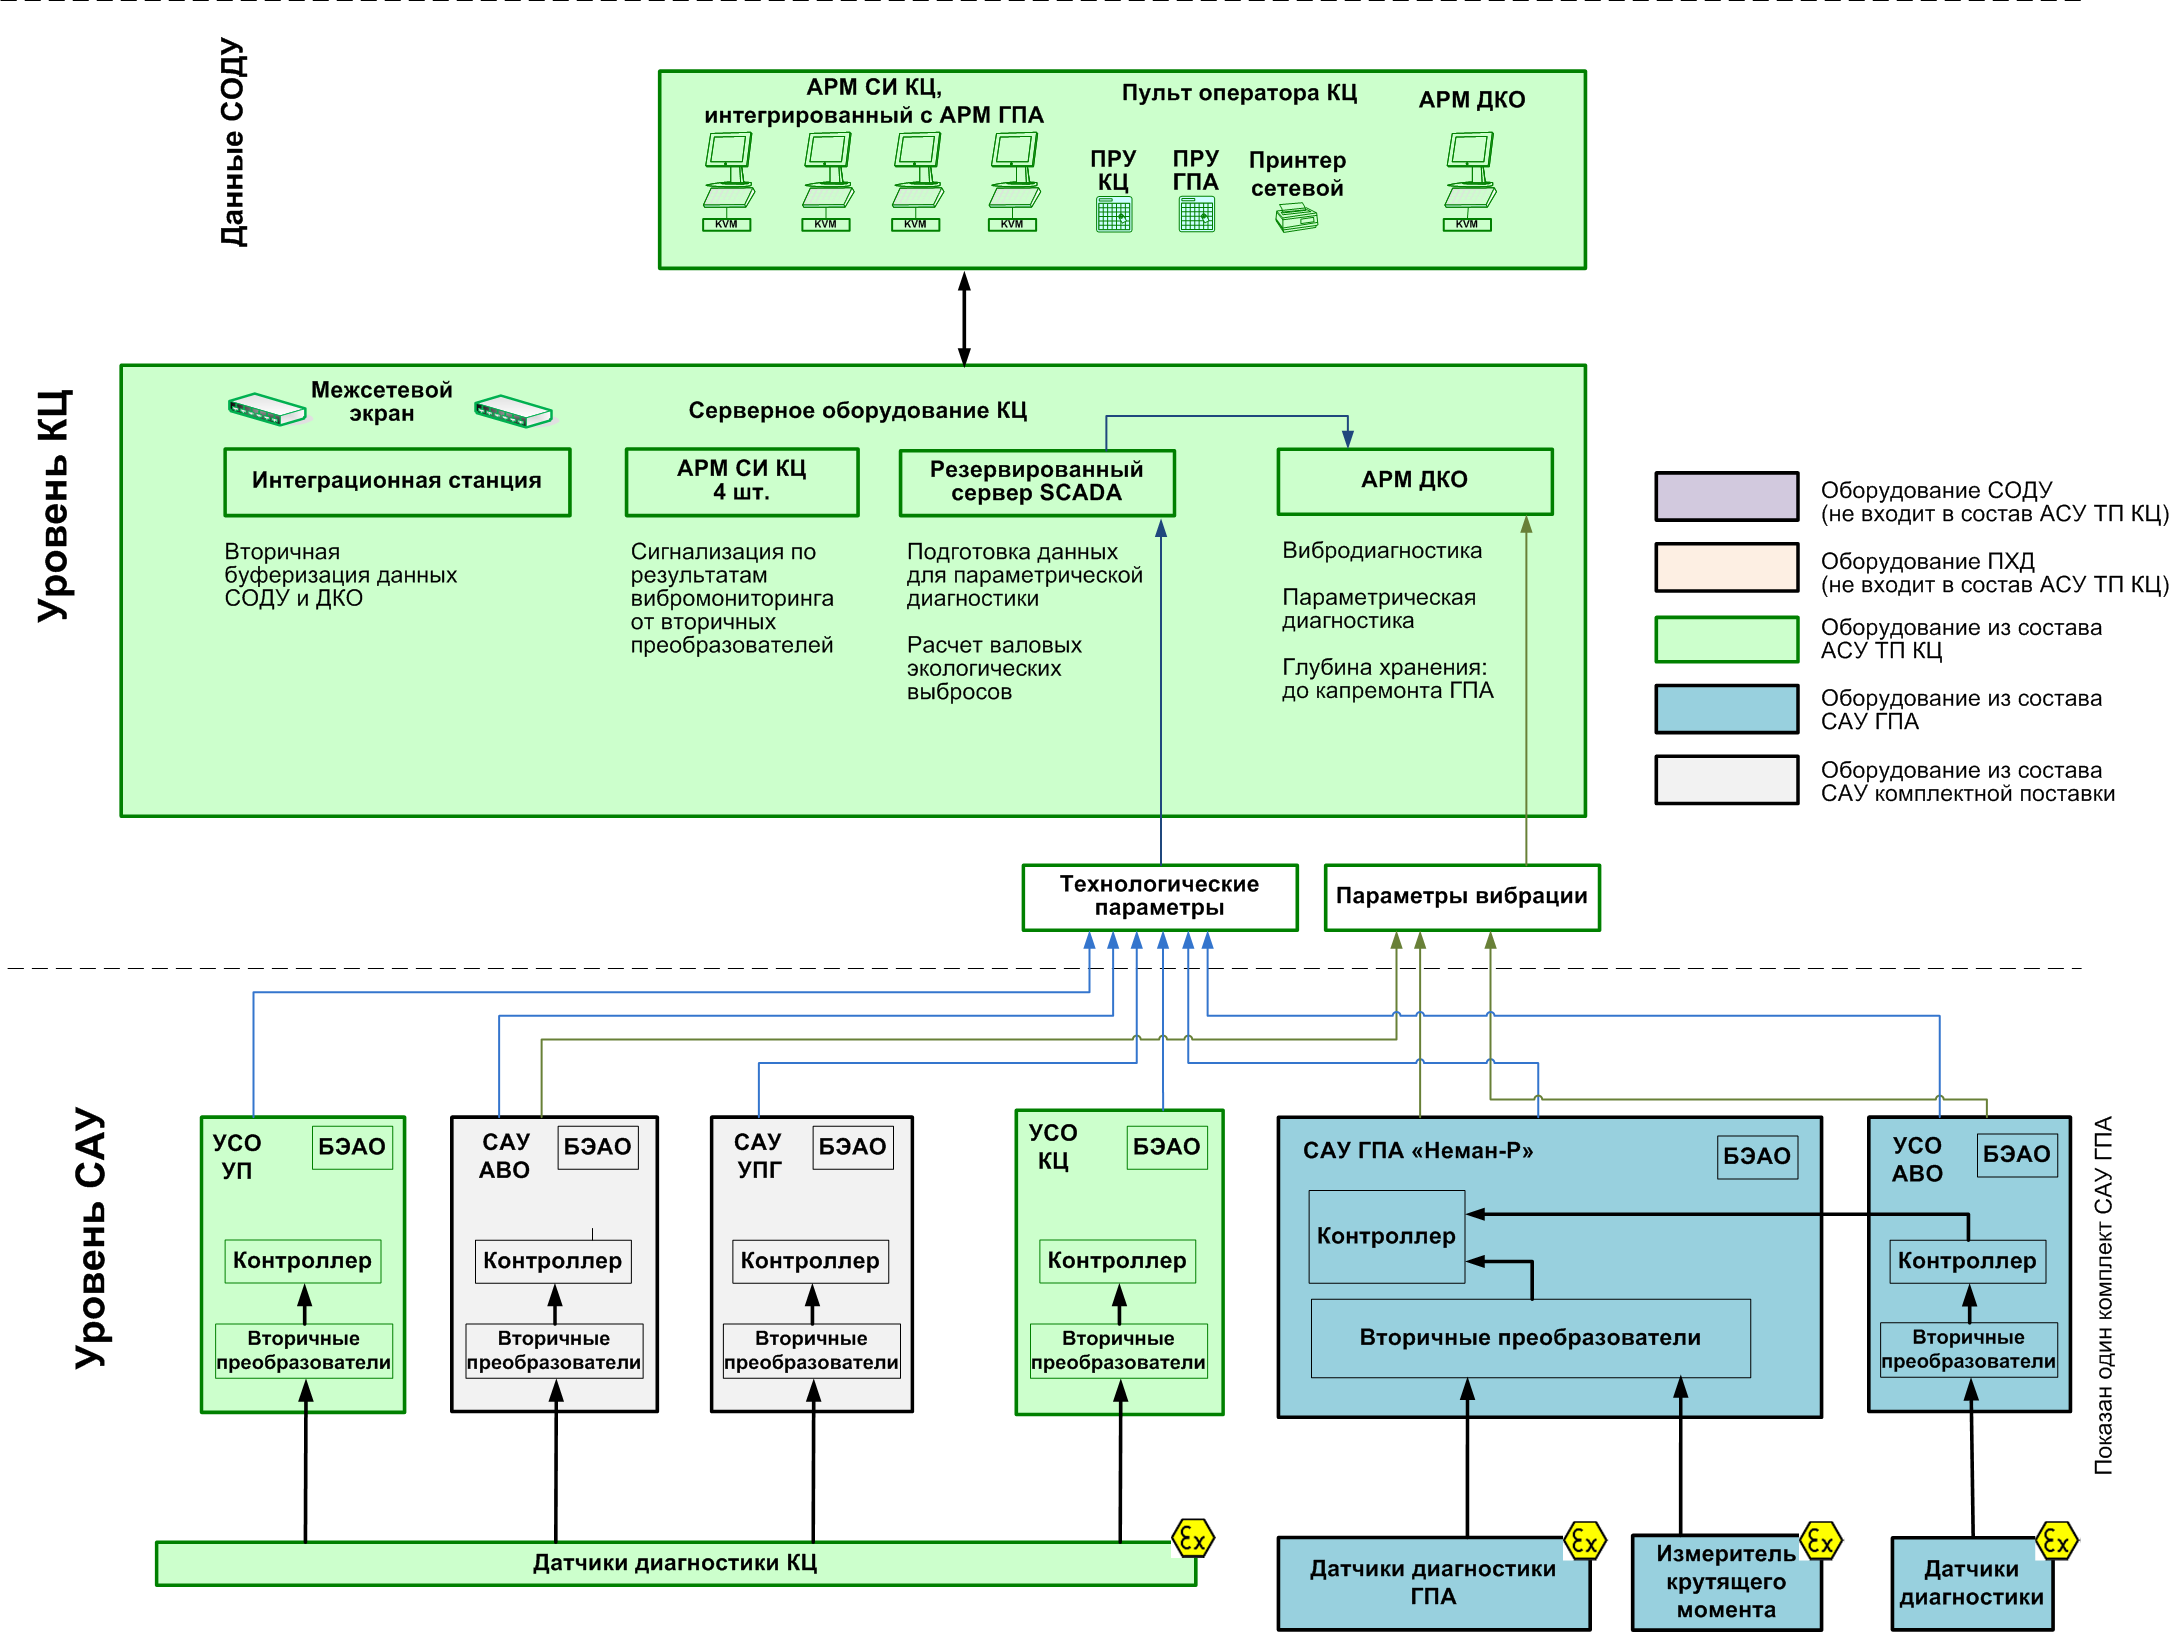 Данные СОДУ
АРМ СИ КЦ,
интегрированный с АРМ ГПА
Пульт оператора КЦ
АРМ ДКО
ПРУ
КЦ
ПРУ
ГПА
Принтер
сетевой
KVM
KVM
KVM
KVM
KVM
Уровень КЦ
Межсетевой
экран
Серверное оборудование КЦ
Интеграционная станция
АРМ СИ КЦ
4 шт.
Резервированный
сервер SCADA
АРМ ДКО
Вторичная
буферизация данных
СОДУ и ДКО
Сигнализация по
результатам
вибромониторинга
от вторичных
преобразователей
Подготовка данных
для параметрической
диагностики
Расчет валовых
экологических
выбросов
Вибродиагностика
Параметрическая
диагностика
Глубина хранения:
до капремонта ГПА
Оборудование СОДУ
(не входит в состав АСУ ТП КЦ)
Оборудование ПХД
(не входит в состав АСУ ТП КЦ)
Оборудование из состава
АСУ ТП КЦ
Оборудование из состава
САУ ГПА
Оборудование из состава
САУ комплектной поставки
Технологические
параметры
Параметры вибрации
Уровень САУ
УСО
УП
БЭАО
Контроллер
Вторичные
преобразователи
САУ
АВО
БЭАО
Контроллер
Вторичные
преобразователи
САУ
УПГ
БЭАО
Контроллер
Вторичные
преобразователи
УСО
КЦ
БЭАО
Контроллер
Вторичные
преобразователи
САУ ГПА «Неман-Р»
БЭАО
Контроллер
Вторичные преобразователи
УСО
АВО
БЭАО
Контроллер
Вторичные
преобразователи
Показан один комплект САУ ГПА
Датчики диагностики КЦ
Ex
Датчики диагностики
ГПА
Ex
Измеритель
крутящего
момента
Ex
Датчики
диагностики
Ex